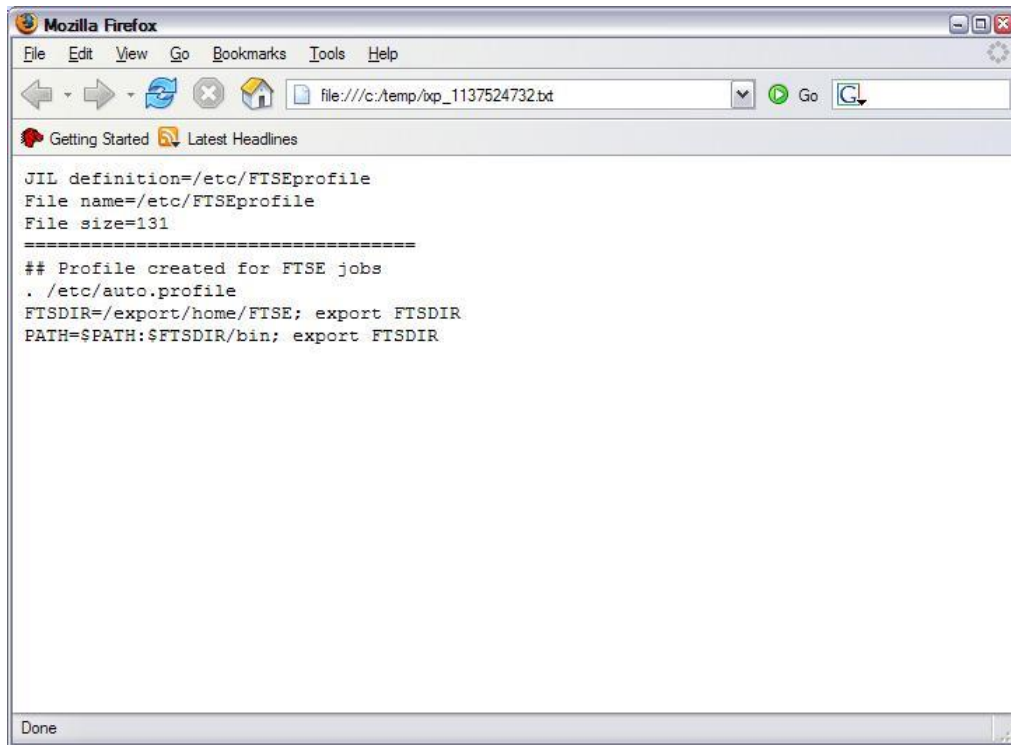 Mozilla Firefox
File Edit View Go Bookmarks Tools Help
file:///c:/temp/ixp_1137524732.txt Go G
Getting Started Latest Headlines
JIL definition=/etc/FTSEprofile
File name=/etc/FTSEprofile
File size=131
===================================
## Profile created for FTSE jobs
. /etc/auto.profile
FTSDIR=/export/home/FTSE; export FTSDIR
PATH=$PATH:$FTSDIR/bin; export FTSDIR
Done